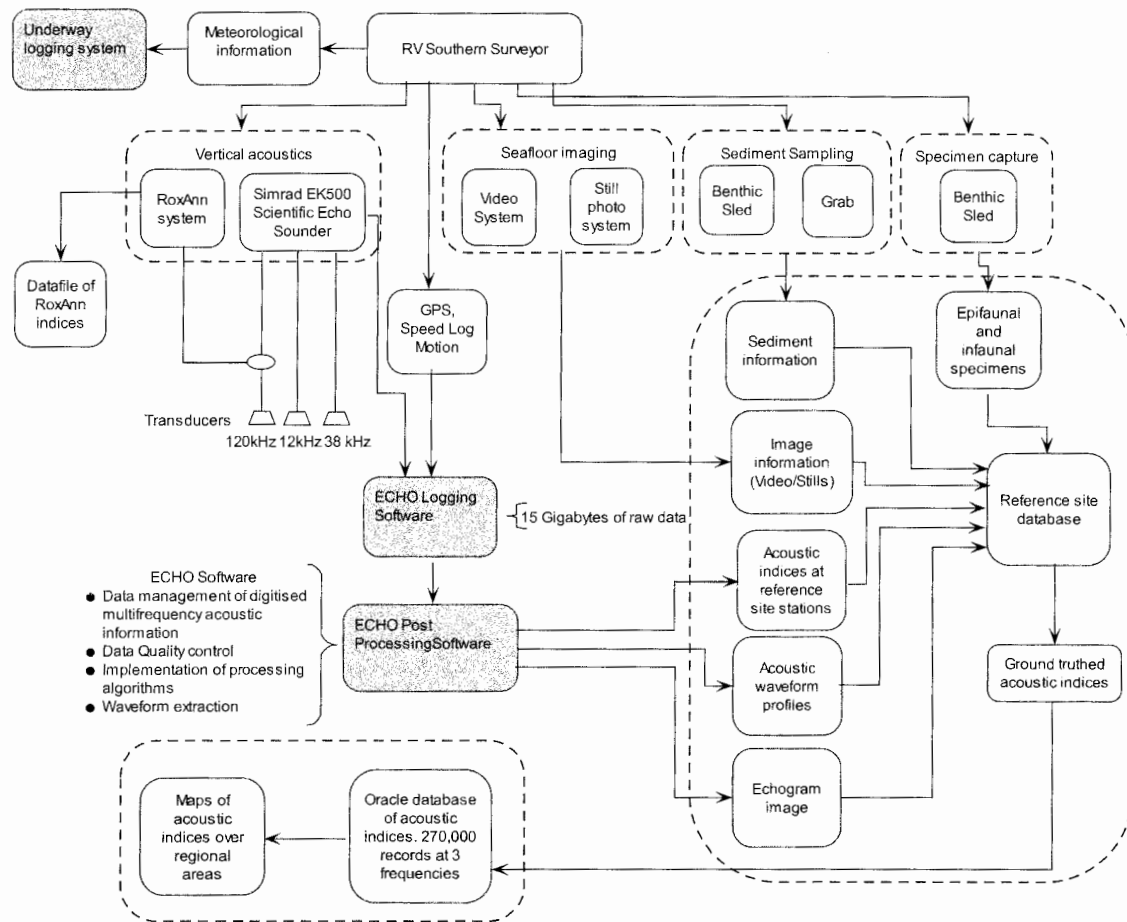 Underway
logging system
Meteorological
information
RV Southern Surveyor
Vertical acoustics
RoxAnn
system
Simrad EK500
Scientific Echo
Sounder
Seafloor imaging
Video
System
Still
photo
system
Sediment Sampling
Benthic
Sled
Grab
Specimen capture
Benthic
Sled
Datafile of
RoxAnn
indices
GPS,
Speed Log
Motion
Transducers
120kHz 12kHz 38 kHz
Sediment
information
Epifaunal
and
infaunal
specimens
Image
information
(Video/Stills)
Reference site
database
ECHO Logging
Software
15 Gigabytes of raw data
Acoustic
indices at
reference
site stations
ECHO Software
● Data management of digitised
multifrequency acoustic
information
● Data Quality control
● Implementation of processing
algorithms
● Waveform extraction
ECHO Post
ProcessingSoftware
Acoustic
waveform
profiles
Ground truthed
acoustic indices
Echogram
image
Maps of
acoustic
indices over
regional
areas
Oracle database
of acoustic
indices. 270,000
records at 3
frequencies